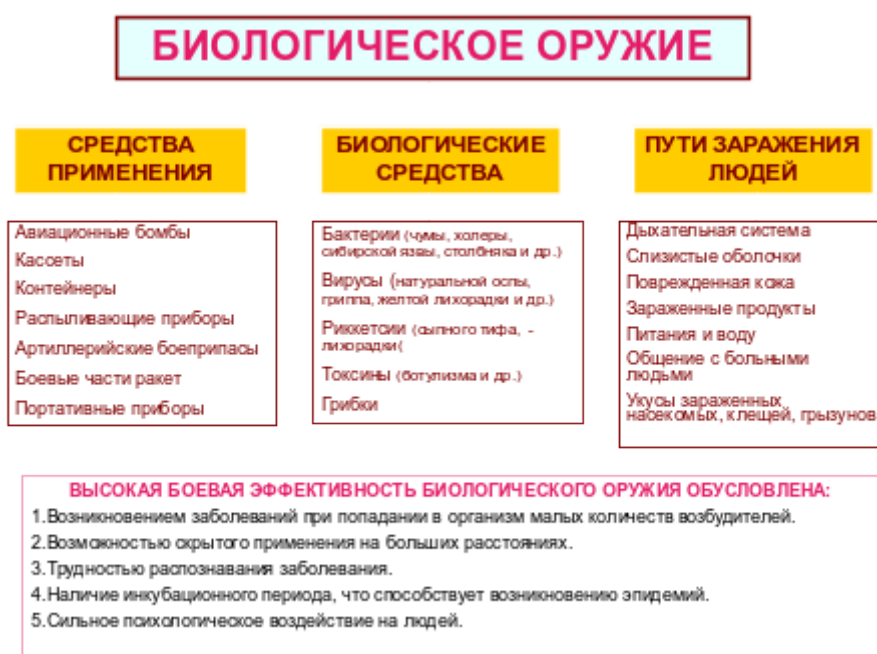 БИОЛОГИЧЕСКОЕ ОРУЖИЕ
СРЕДСТВА
ПРИМЕНЕНИЯ
Авиационные бомбы
Кассеты
Контейнеры
Распыливающие приборы
Артиллерийские боеприпасы
Боевые части ракет
Портативные приборы
БИОЛОГИЧЕСКИЕ
СРЕДСТВА
Бактерии (чумы, холеры,
сибирской язвы, столбняка и др.)
Вирусы (натуральной оспы,
гриппа, желтой лихорадки и др.)
Риккетсии (сыпного тифа, -
лихорадки(
Токсины (ботулизма и др.)
Грибки
ПУТИ ЗАРАЖЕНИЯ
ЛЮДЕЙ
Дыхательная система
Слизистые оболочки
Поврежденная кожа
Зараженные продукты
Питания и воду
Общение с больными
людьми
Укусы зараженных
насекомых, клещей, грызунов
ВЫСОКАЯ БОЕВАЯ ЭФФЕКТИВНОСТЬ БИОЛОГИЧЕСКОГО ОРУЖИЯ ОБУСЛОВЛЕНА:
1.Возникновением заболеваний при попадании в организм малых количеств возбудителей.
2.Возможностью скрытого применения на больших расстояниях.
3.Трудностью распознавания заболевания.
4.Наличие инкубационного периода, что способствует возникновению эпидемий.
5.Сильное психологическое воздействие на людей.